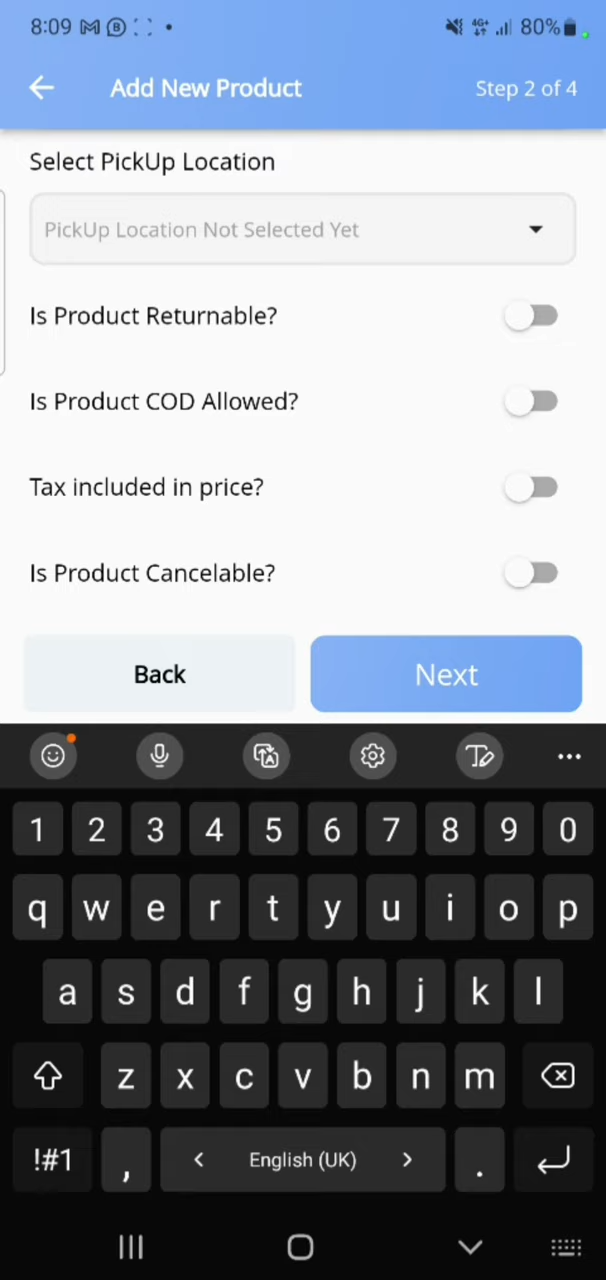 8:09 4G+ 80%
Add New Product Step 2 of 4
Select PickUp Location
PickUp Location Not Selected Yet
Is Product Returnable?
Is Product COD Allowed?
Tax included in price?
Is Product Cancelable?
Back Next
1 2 3 4 5 6 7 8 9 0
q w e r t y u i o p
a s d f g h j k l
z x c v b n m
!#1 , < English (UK) > .